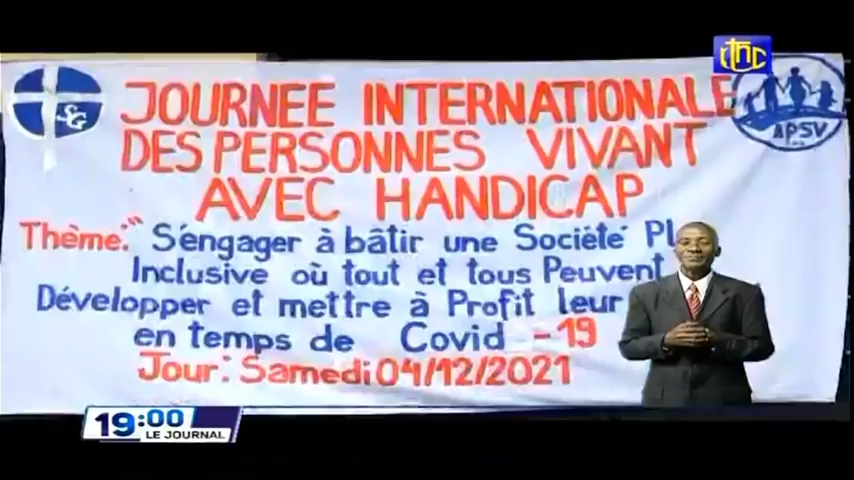 rtnc
SG
JOURNEE INTERNATIONALE
DES PERSONNES VIVANT
AVEC HANDICAP
APSV
Thème: " S'engager à bâtir une Société
Inclusive où tout et tous Peuvent
Développer et mettre à Profit leur
en temps de Covid - 19
Jour: Samedi 04/12/2021
19:00
LE JOURNAL